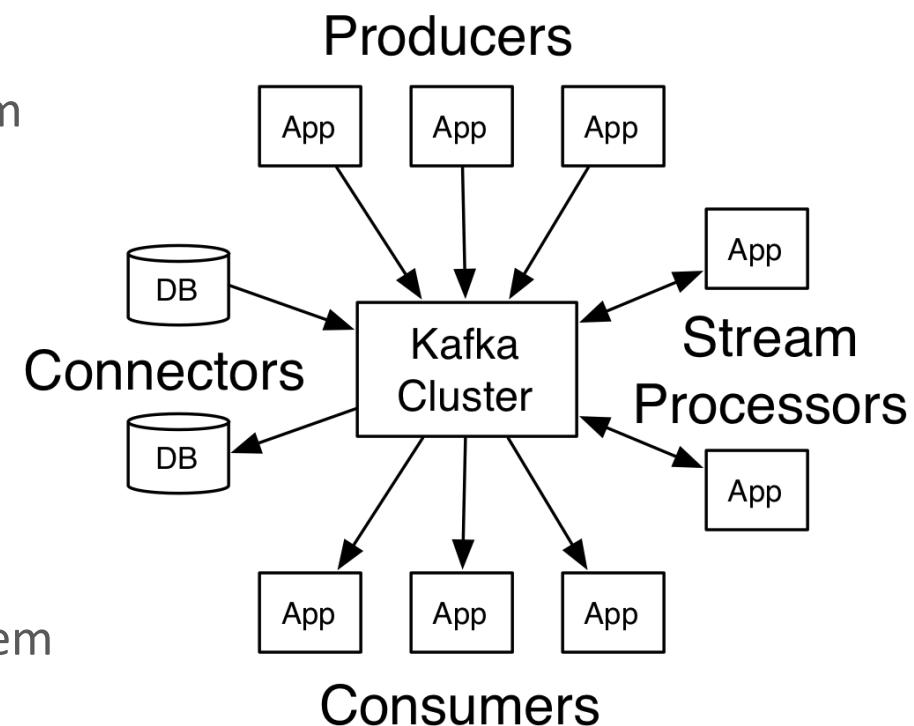 Producers
App
App
App
App
DB
Kafka
Cluster
Stream
Processors
Connectors
DB
App
App
App
App
Consumers